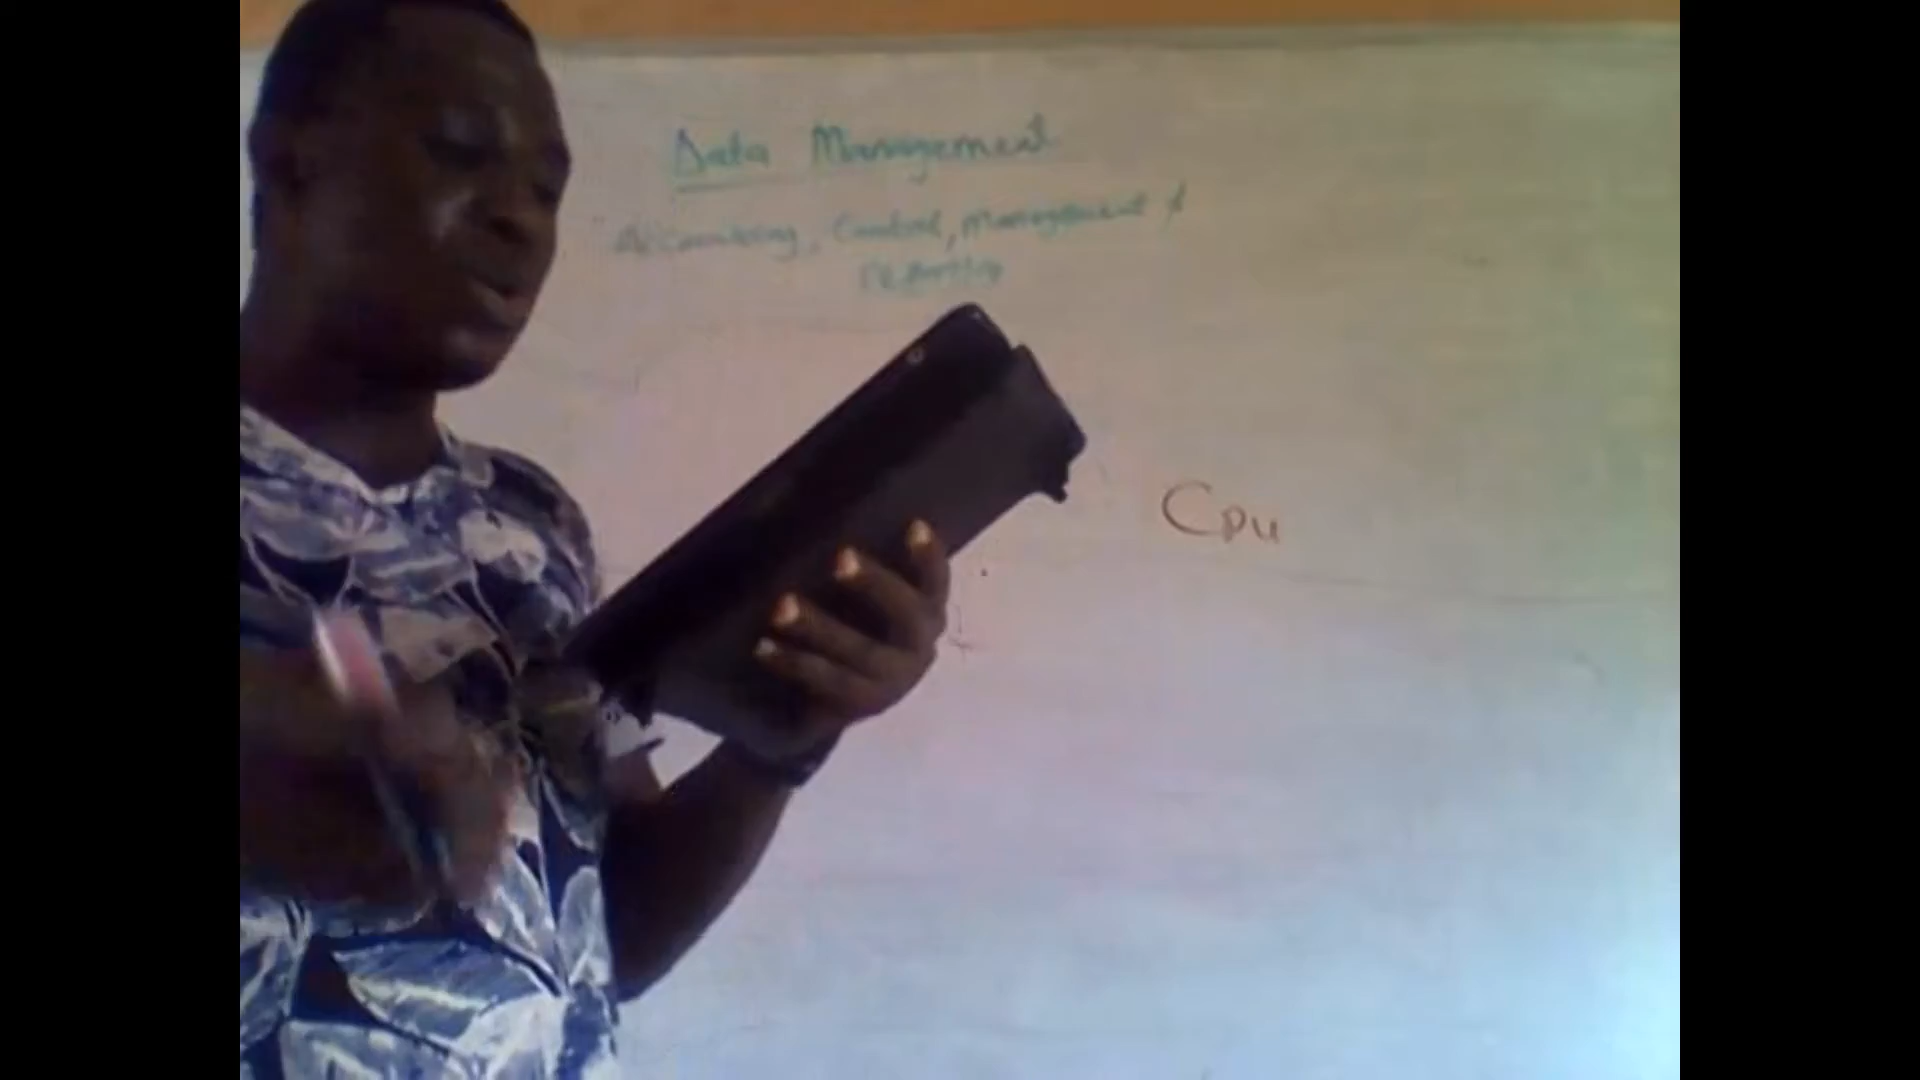 Data Management
Accounting, Control, Management &
reporting
Cpu